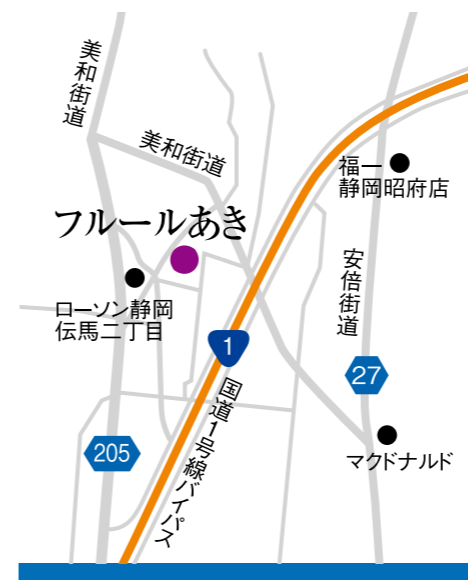 美和街道
美和街道
福一
静岡昭府店
フルールあき
安倍街道
ローソン静岡
伝馬二丁目
1
27
国道1号線バイパス
205
マクドナルド